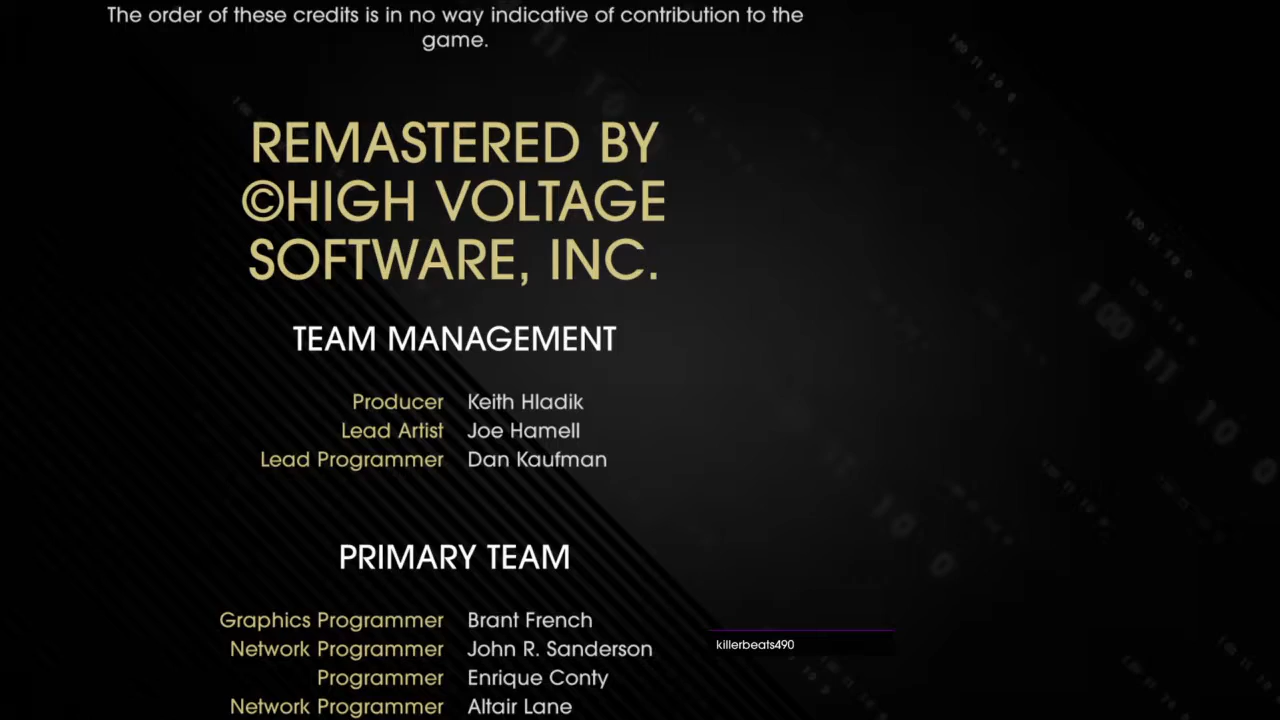 The order of these credits is in no way indicative of contribution to the
game.
REMASTERED BY
©HIGH VOLTAGE
SOFTWARE, INC.
TEAM MANAGEMENT
Producer Keith Hladik
Lead Artist Joe Hamell
Lead Programmer Dan Kaufman
PRIMARY TEAM
Graphics Programmer Brant French
Network Programmer John R. Sanderson
killerbeats490
Programmer Enrique Conty
Network Programmer Altair Lane